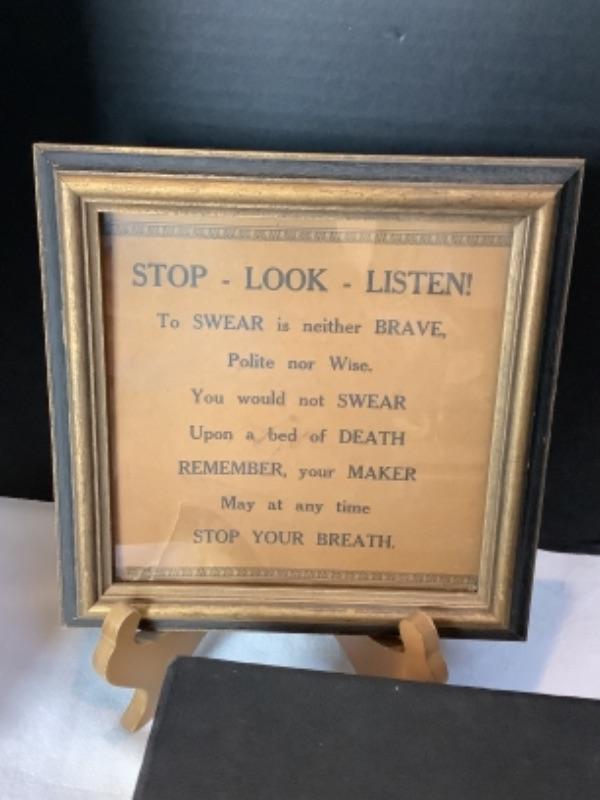 STOP - LOOK - LISTEN!
To SWEAR is neither BRAVE,
Polite nor Wise.
You would not SWEAR
Upon a bed of DEATH
REMEMBER, your MAKER
May at any time
STOP YOUR BREATH.